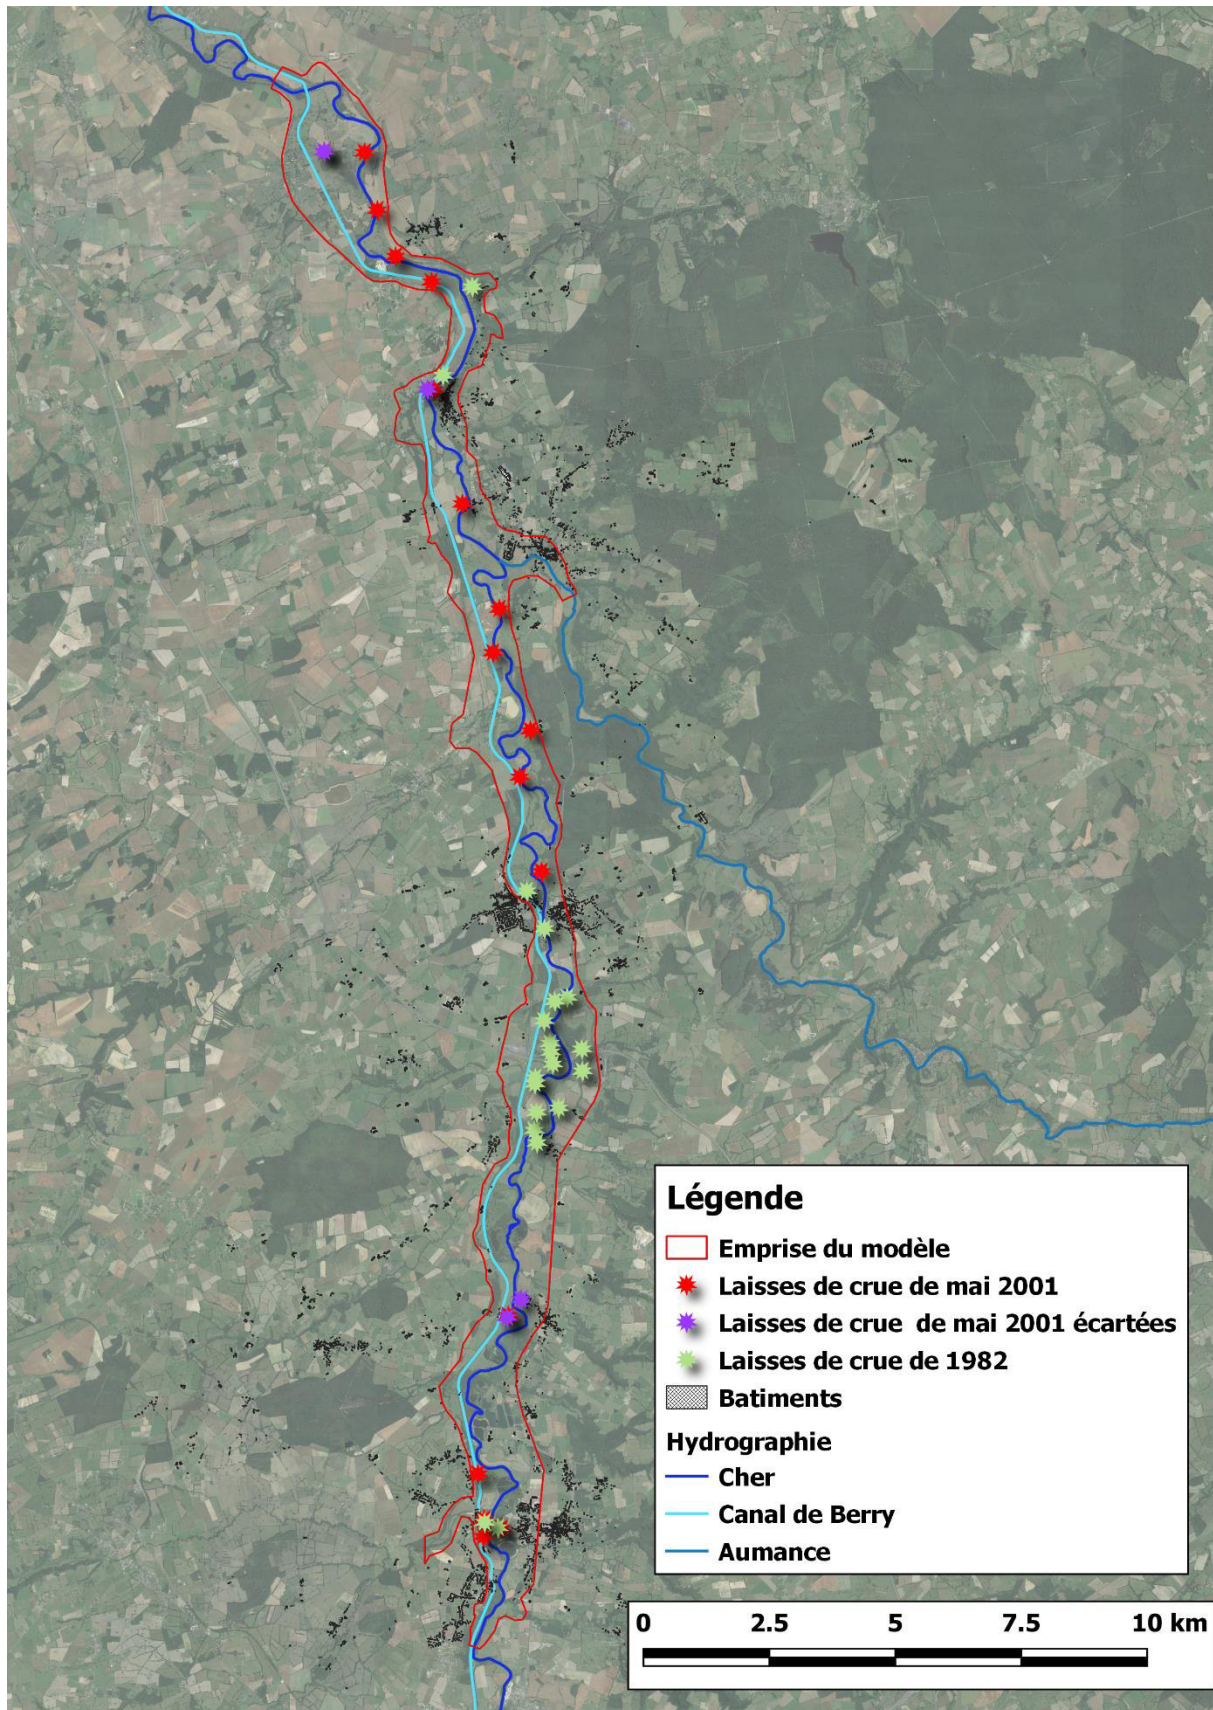 Légende
Emprise du modèle
Laisses de crue de mai 2001
Laisses de crue  de mai 2001 écartées
Laisses de crue de 1982
Batiments
Hydrographie
Cher
Canal de Berry
Aumance
0 2.5 5 7.5 10 km